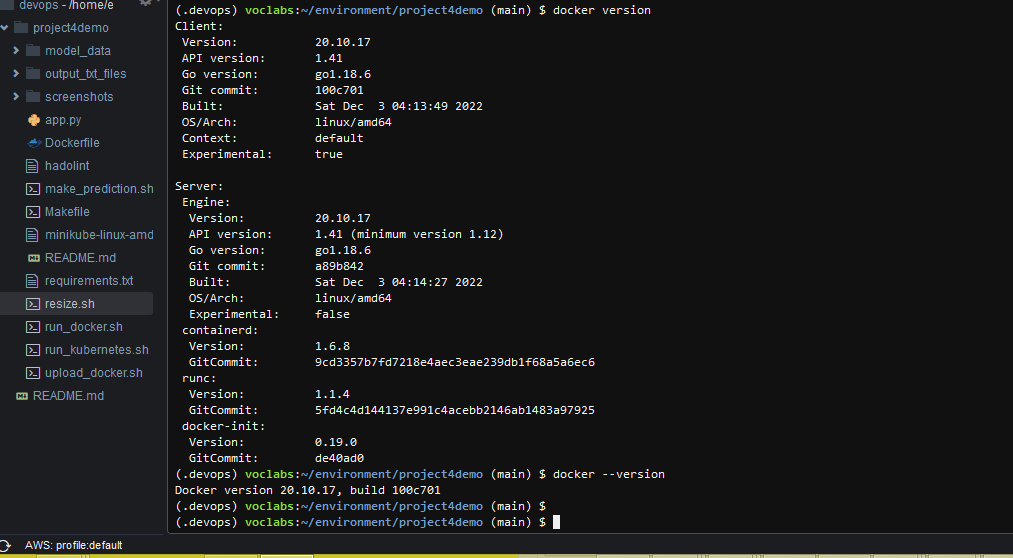 devops - /home/e
project4demo
model_data
output_txt_files
screenshots
app.py
Dockerfile
hadolint
make_prediction.sh
Makefile
minikube-linux-amd
README.md
requirements.txt
resize.sh
run_docker.sh
run_kubernetes.sh
upload_docker.sh
README.md
(.devops) voclabs:~/environment/project4demo (main) $ docker version
Client:
Version: 20.10.17
API version: 1.41
Go version: go1.18.6
Git commit: 100c701
Built: Sat Dec 3 04:13:49 2022
OS/Arch: linux/amd64
Context: default
Experimental: true
Server:
Engine:
Version: 20.10.17
API version: 1.41 (minimum version 1.12)
Go version: go1.18.6
Git commit: a89b842
Built: Sat Dec 3 04:14:27 2022
OS/Arch: linux/amd64
Experimental: false
containerd:
Version: 1.6.8
GitCommit: 9cd3357b7fd7218e4aec3eae239db1f68a5a6ec6
runc:
Version: 1.1.4
GitCommit: 5fd4c4d144137e991c4acebb2146ab1483a97925
docker-init:
Version: 0.19.0
GitCommit: de40ad0
(.devops) voclabs:~/environment/project4demo (main) $ docker --version
Docker version 20.10.17, build 100c701
(.devops) voclabs:~/environment/project4demo (main) $
(.devops) voclabs:~/environment/project4demo (main) $
AWS: profile:default